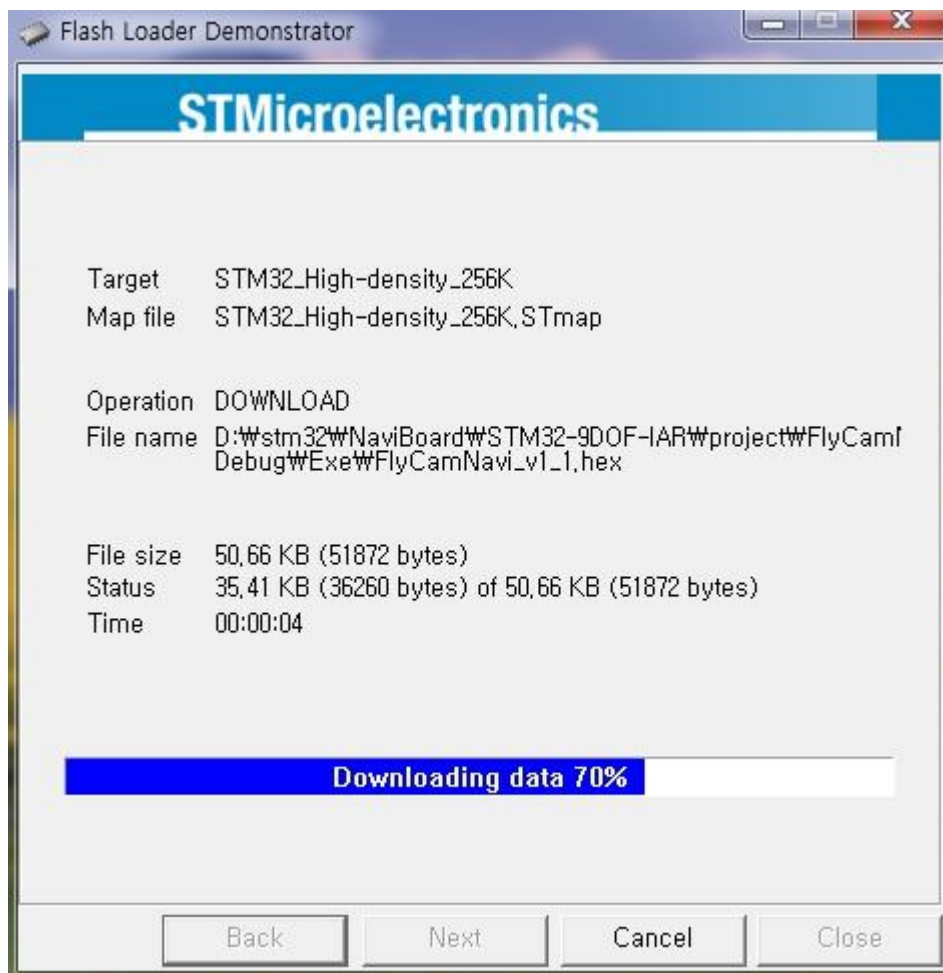 Flash Loader Demonstrator
STMicroelectronics
Target STM32_High-density_256K
Map file STM32_High-density_256K.STmap
Operation DOWNLOAD
File name D:₩stm32₩NaviBoard₩STM32-9DOF-IAR₩project₩FlyCam
Debug₩Exe₩FlyCamNavi_v1_1.hex
File size 50.66 KB (51872 bytes)
Status 35.41 KB (36260 bytes) of 50.66 KB (51872 bytes)
Time 00:00:04
Downloading data 70%
Back Next Cancel Close